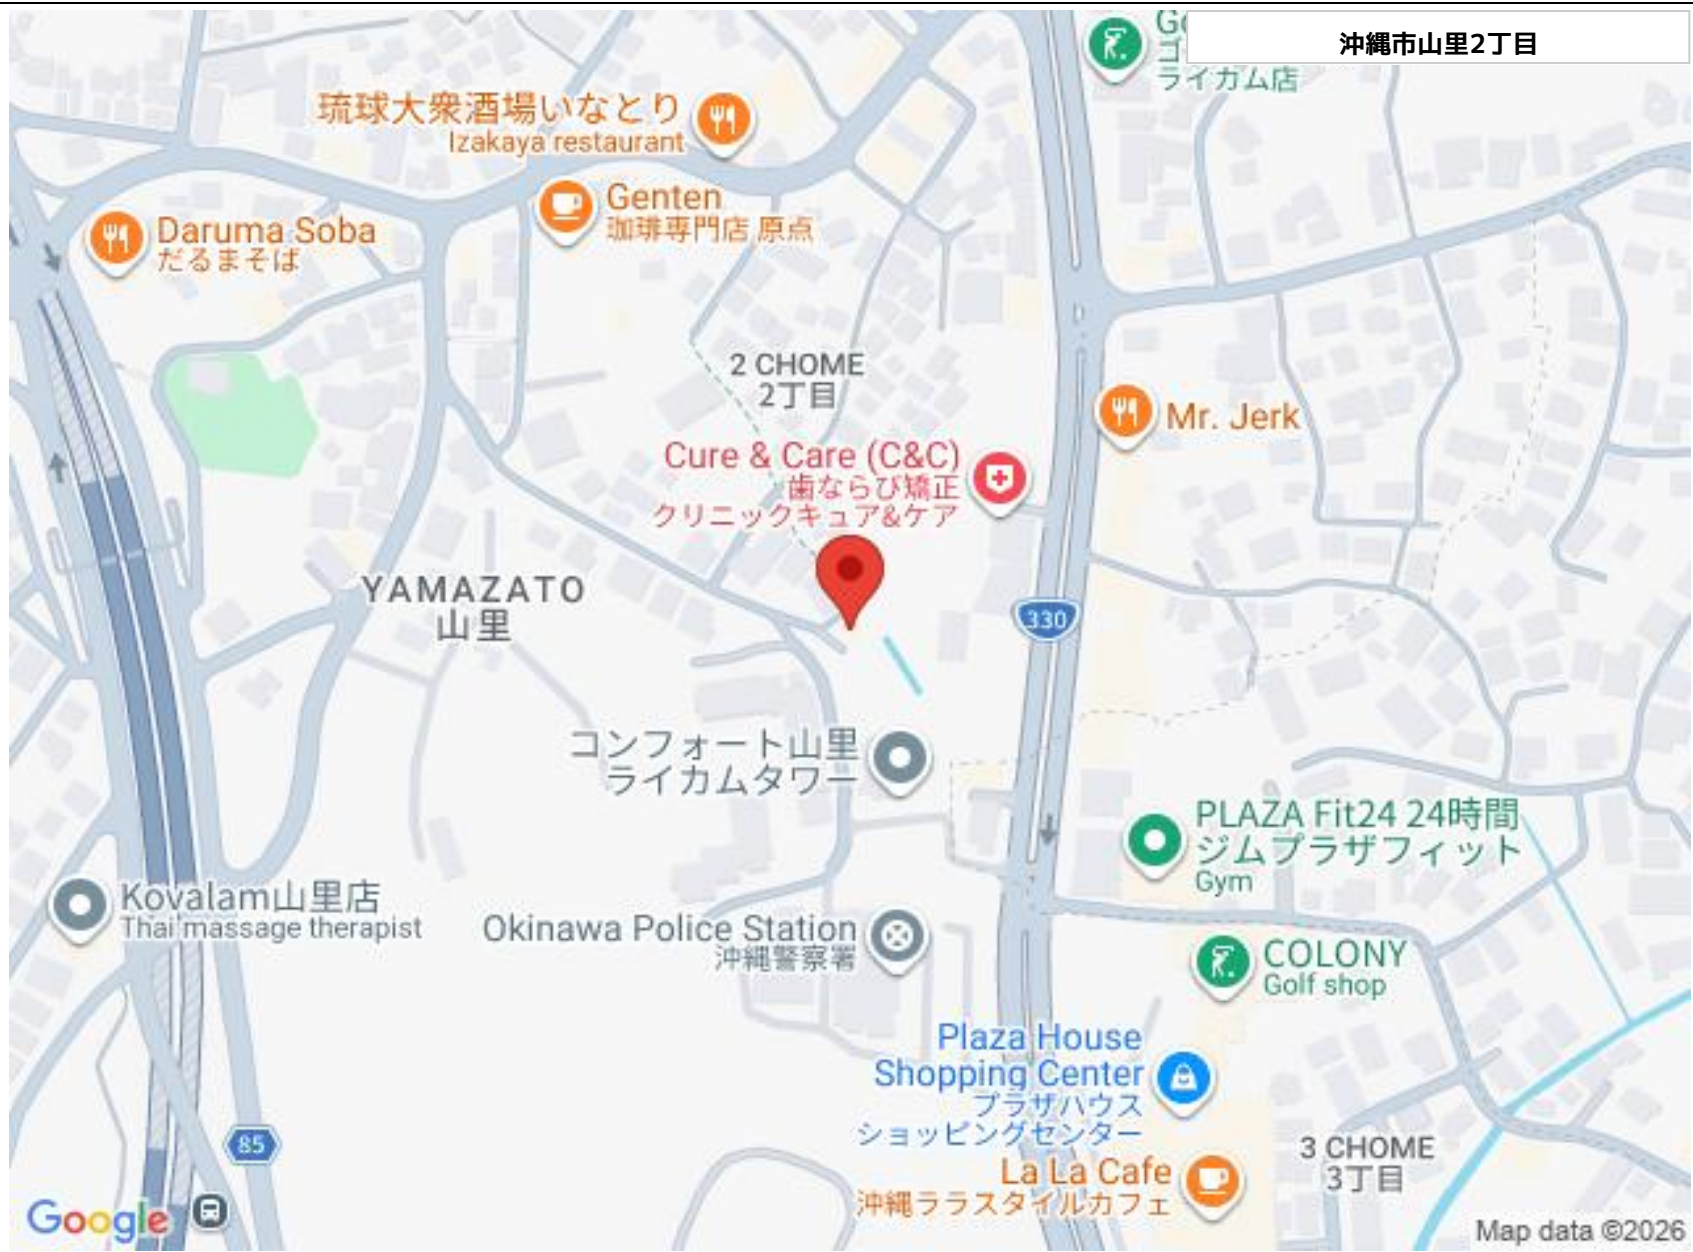 沖縄市山里2丁目
ライカム店
琉球大衆酒場いなとり
Izakaya restaurant
Genten
珈琲専門店 原点
Daruma Soba
だるまそば
2 CHOME
2丁目
Mr. Jerk
Cure & Care (C&C)
歯ならび矯正
クリニックキュア&ケア
YAMAZATO
山里
330
コンフォート山里
ライカムタワー
PLAZA Fit24 24時間
ジムプラザフィット
Gym
Kovalam山里店
Thai massage therapist
Okinawa Police Station
沖縄警察署
COLONY
Golf shop
Plaza House
Shopping Center
プラザハウス
ショッピングセンター
85
3 CHOME
3丁目
La La Cafe
沖縄ララスタイルカフェ
Google
Map data ©2026